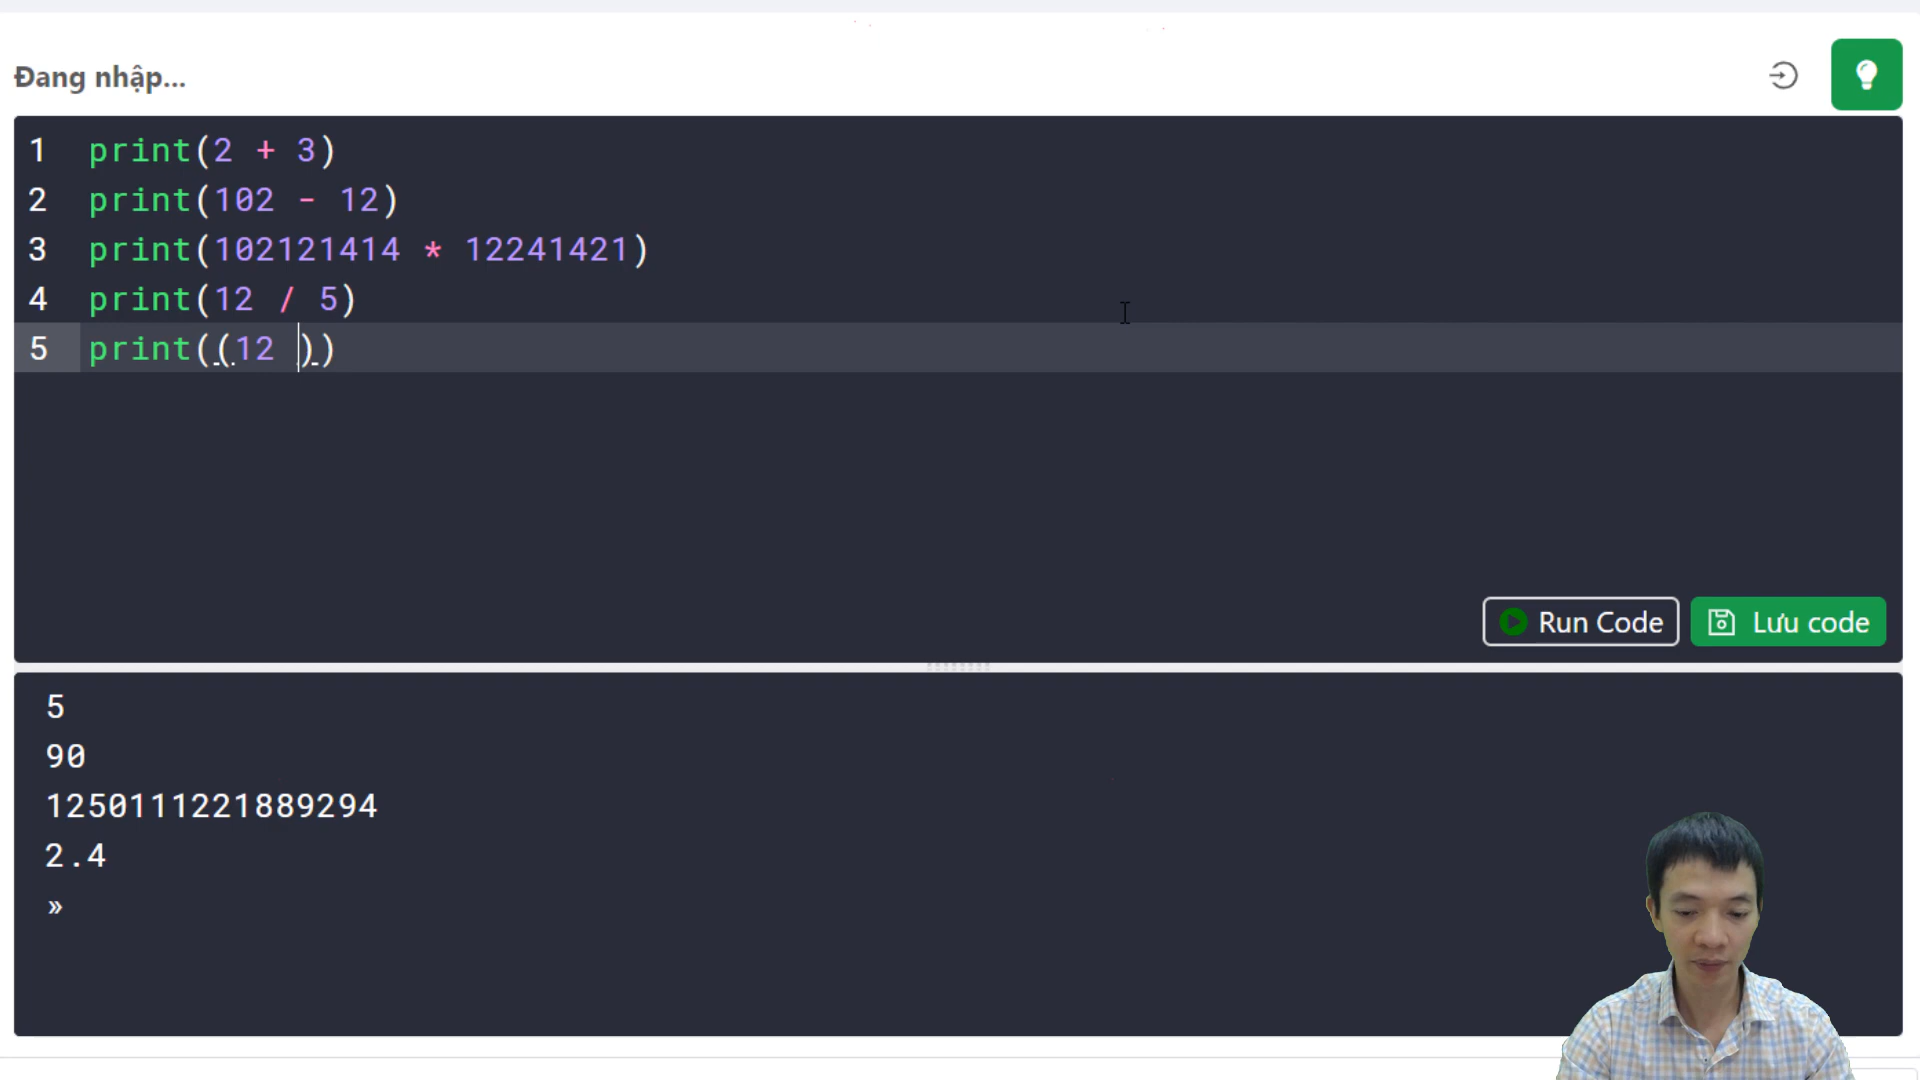 Đang nhập...
1 print(2 + 3)
2 print(102 - 12)
3 print(102121414 * 12241421)
4 print(12 / 5)
5 print((12 ))
Run Code
Lưu code
5
90
1250111221889294
2.4
»